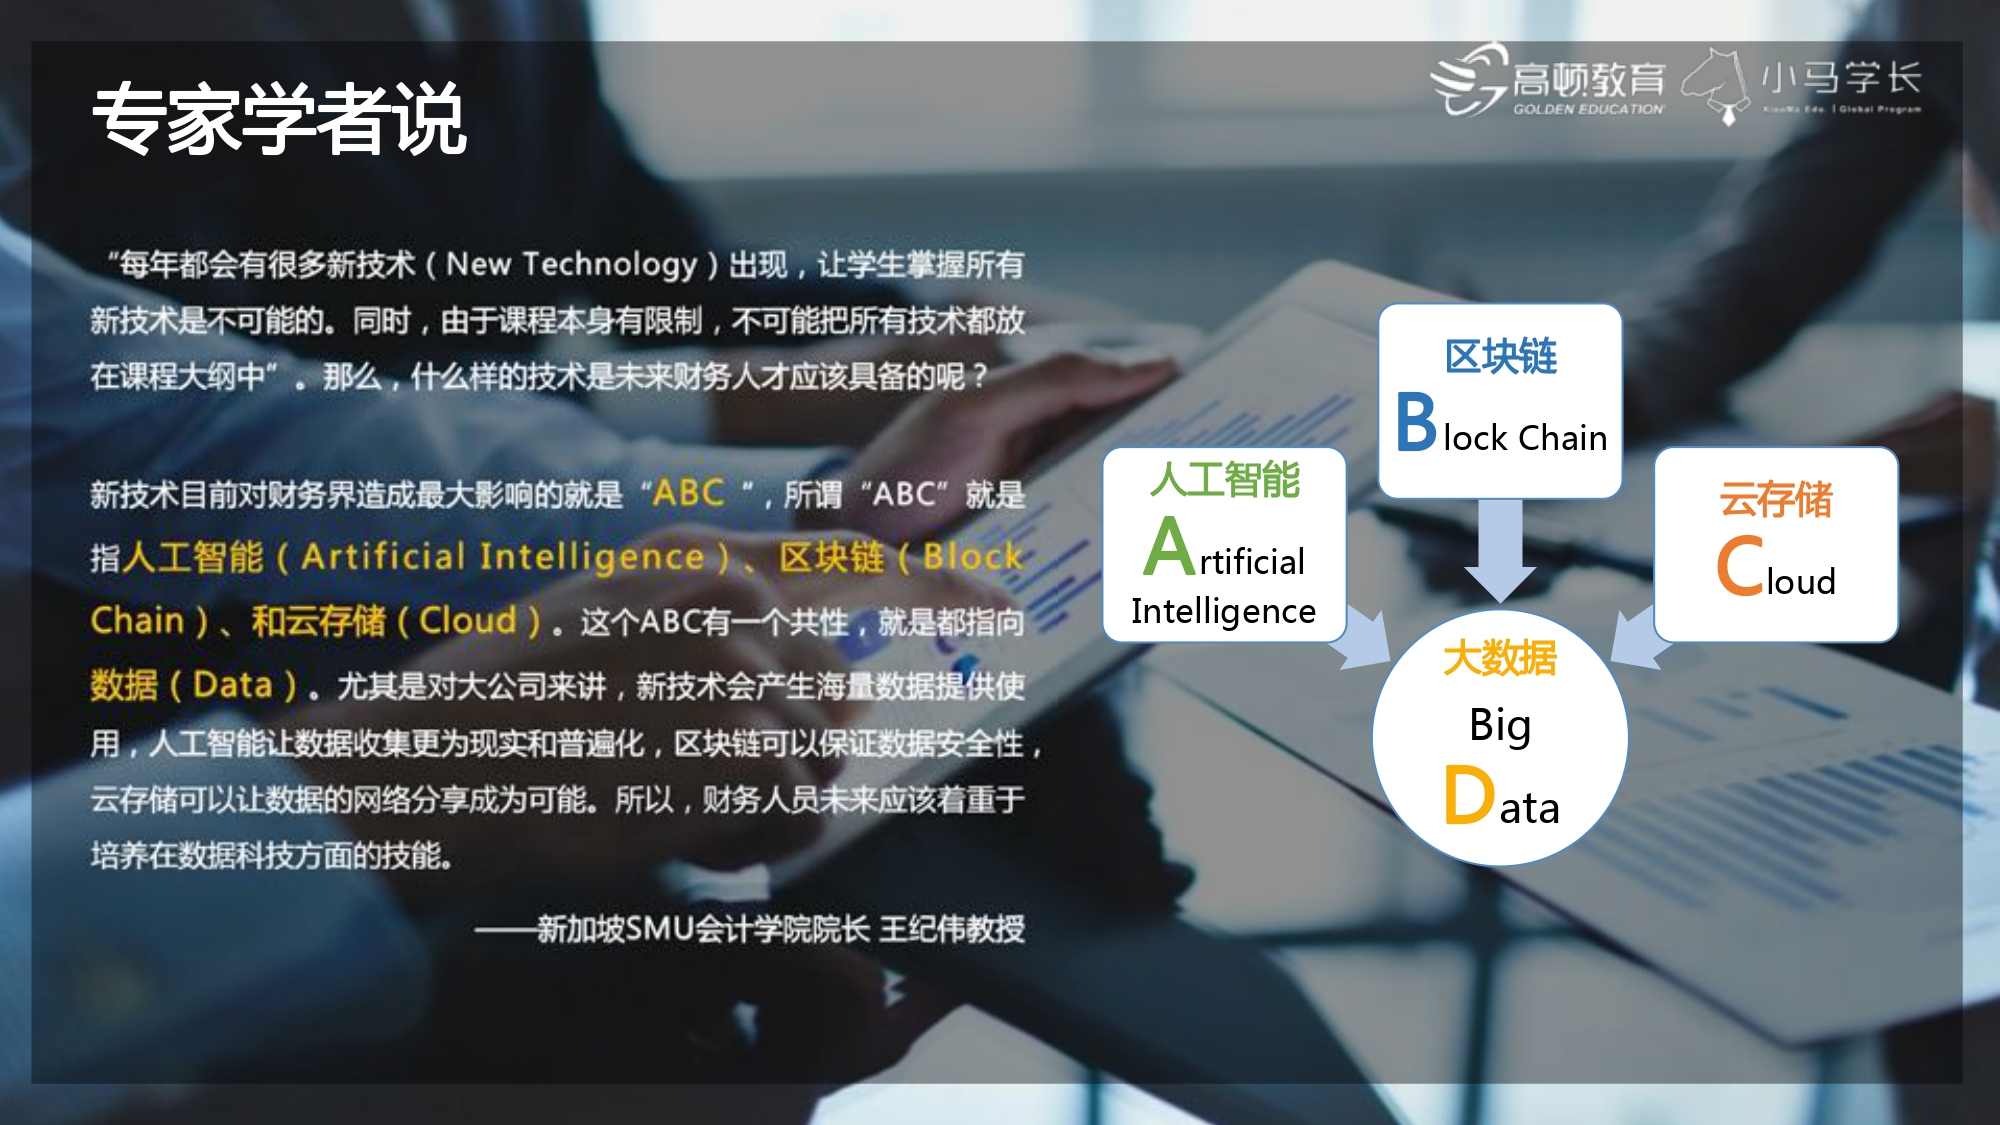 专家学者说
高顿教育
GOLDEN EDUCATION
小马学长
XiaoMa Edu. | Global Program
“每年都会有很多新技术（New Technology）出现，让学生掌握所有
新技术是不可能的。同时，由于课程本身有限制，不可能把所有技术都放
在课程大纲中”。那么，什么样的技术是未来财务人才应该具备的呢？
新技术目前对财务界造成最大影响的就是“ABC “，所谓“ABC”就是
指人工智能（Artificial Intelligence）、区块链（Block
Chain）、和云存储（Cloud）。这个ABC有一个共性，就是都指向
数据（Data）。尤其是对大公司来讲，新技术会产生海量数据提供使
用，人工智能让数据收集更为现实和普遍化，区块链可以保证数据安全性，
云存储可以让数据的网络分享成为可能。所以，财务人员未来应该着重于
培养在数据科技方面的技能。
——新加坡SMU会计学院院长 王纪伟教授
人工智能
Artificial
Intelligence
区块链
Block Chain
云存储
Cloud
大数据
Big
Data